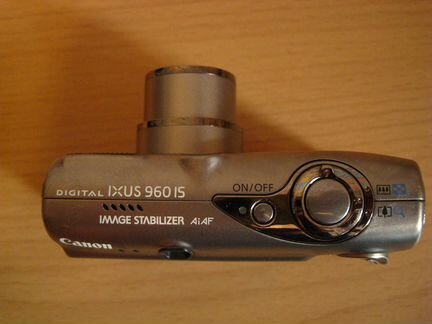 DIGITAL IXUS 960 IS
ON/OFF
IMAGE STABILIZER AiAF
Canon